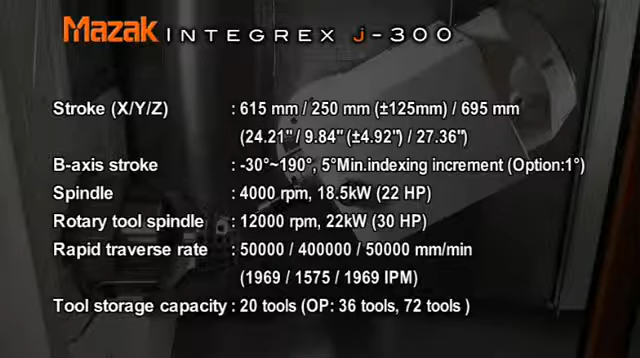 Mazak INTEGREX J-300
Stroke (X/Y/Z) : 615 mm / 250 mm (±125mm) / 695 mm
(24.21" / 9.84" (±4.92") / 27.36")
B-axis stroke : -30°~190°, 5°Min.indexing increment (Option:1°)
Spindle : 4000 rpm, 18.5kW (22 HP)
Rotary tool spindle : 12000 rpm, 22kW (30 HP)
Rapid traverse rate : 50000 / 400000 / 50000 mm/min
(1969 / 1575 / 1969 IPM)
Tool storage capacity : 20 tools (OP: 36 tools, 72 tools )